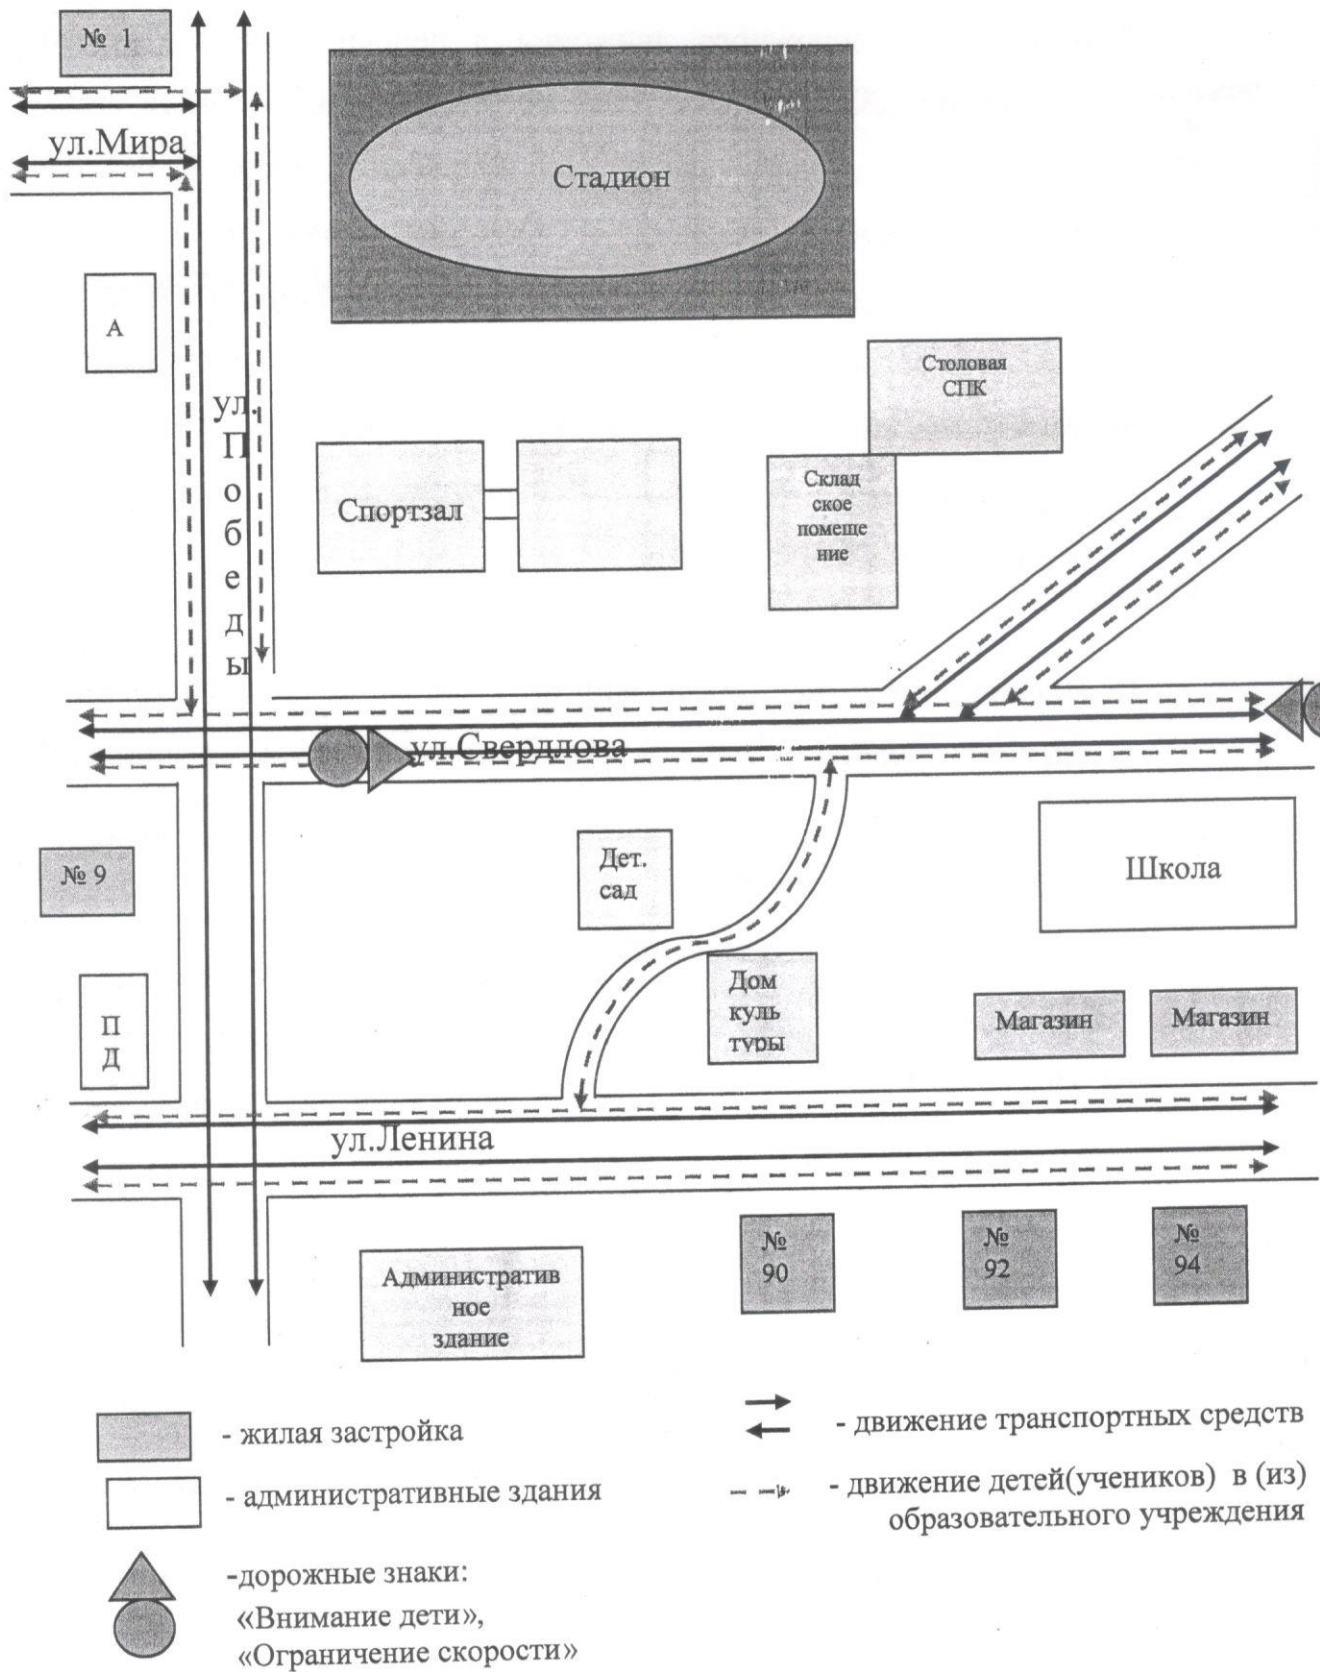 № 1
ул.Мира
Стадион
А
Столовая
СПК
ул.
П
о
б
е
д
ы
Спортзал
Склад
ское
помеще
ние
ул.Свердлова
№ 9
Дет.
сад
Школа
П
Д
Дом
куль
туры
Магазин
Магазин
ул.Ленина
Административ
ное
здание
№
90
№
92
№
94
- жилая застройка
- административные здания
-дорожные знаки:
«Внимание дети»,
«Ограничение скорости»
- движение транспортных средств
- движение детей(учеников) в (из)
образовательного учреждения